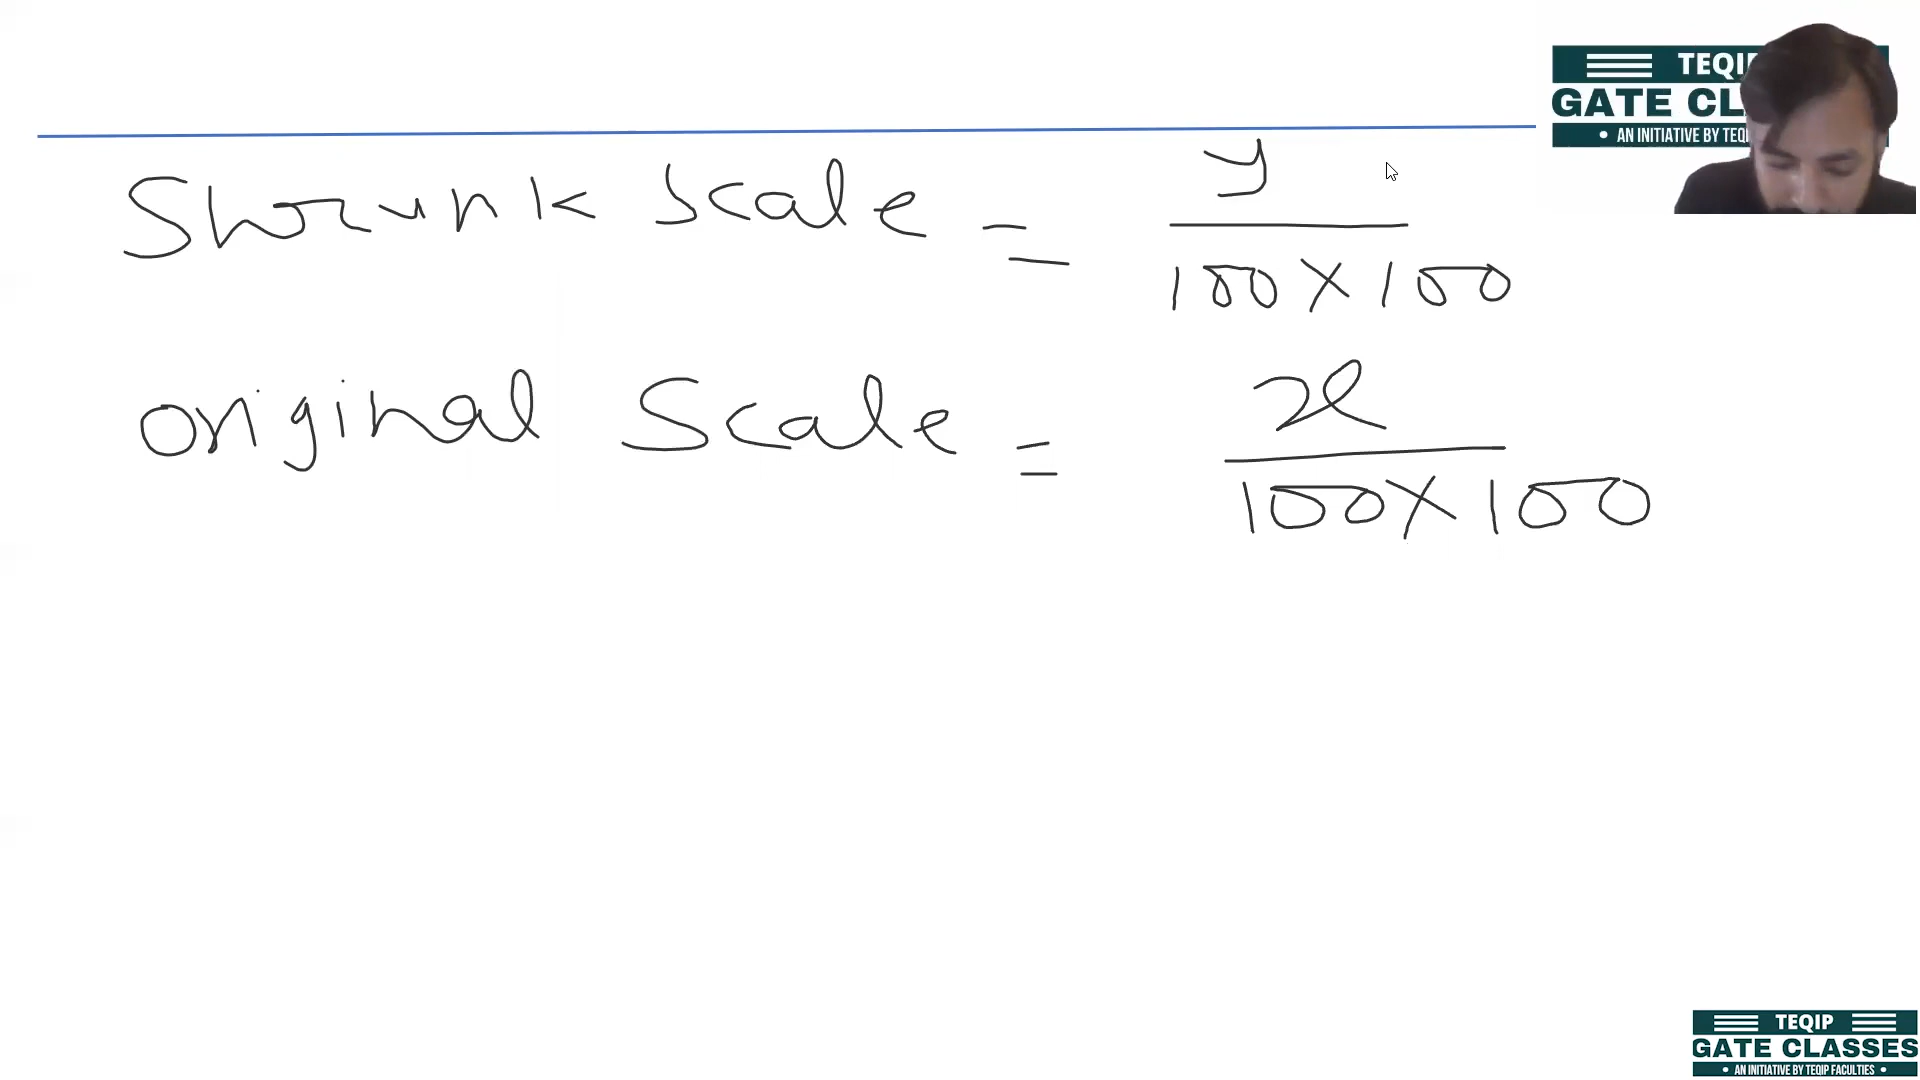 TEQIP
GATE CL
• AN INITIATIVE BY TEQI
Shrunk Scale = y / 100 X 100
original Scale = x / 100 X 100
TEQIP
GATE CLASSES
• AN INITIATIVE BY TEQIP FACULTIES •